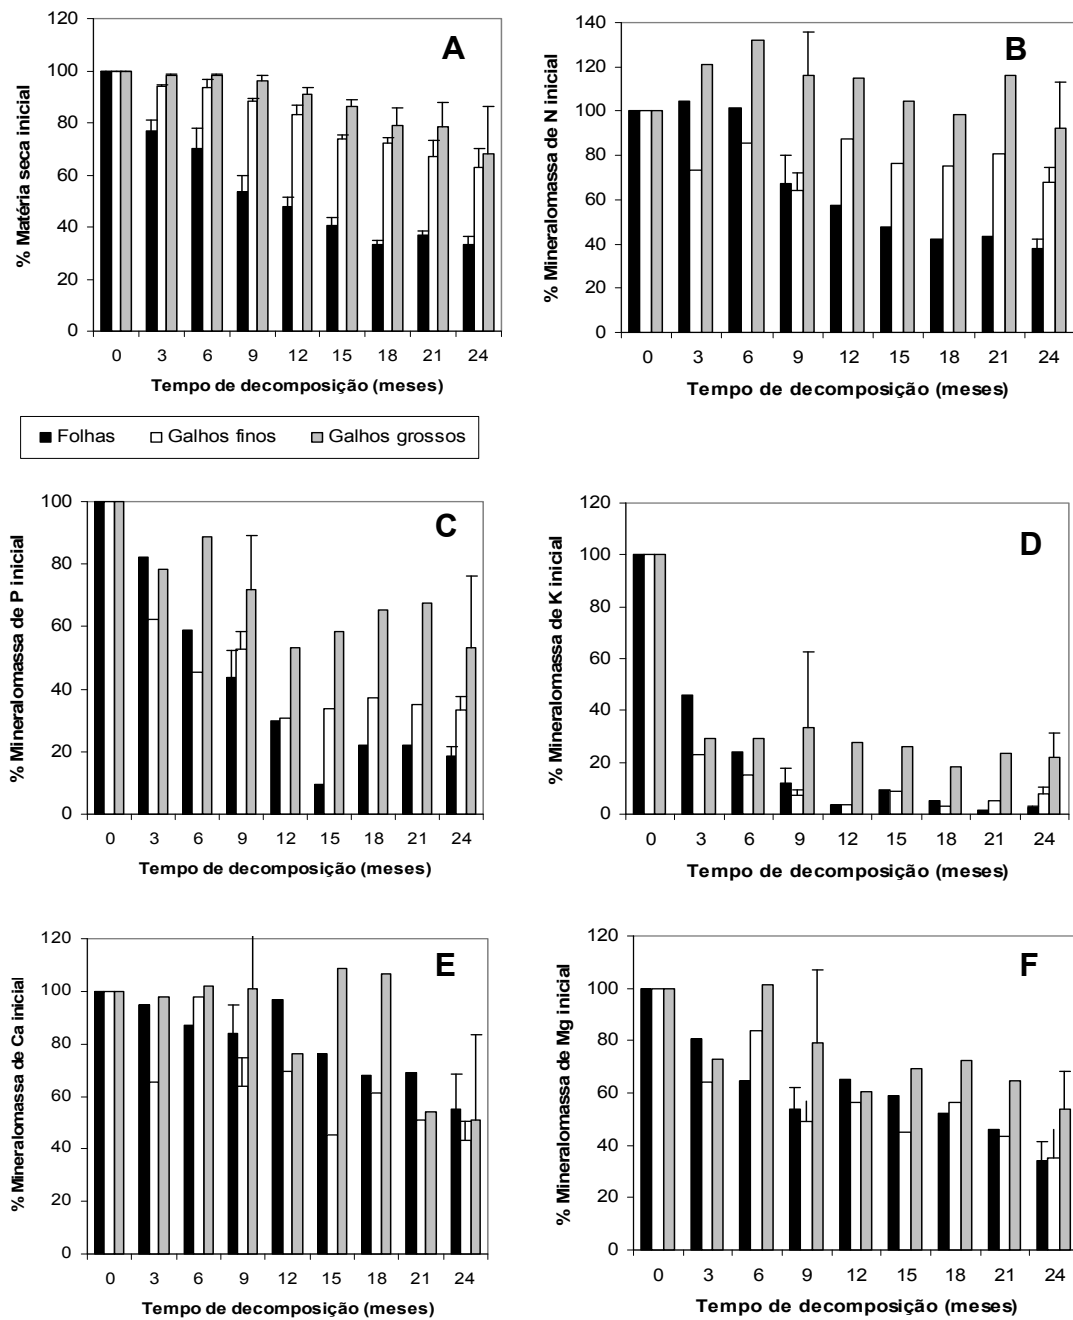 A
% Matéria seca inicial
120
100
80
60
40
20
0
0 3 6 9 12 15 18 21 24
Tempo de decomposição (meses)
B
% Mineralomassa de N inicial
140
120
100
80
60
40
20
0
0 3 6 9 12 15 18 21 24
Tempo de decomposição (meses)
Folhas Galhos finos Galhos grossos
C
% Mineralomassa de P inicial
100
80
60
40
20
0
0 3 6 9 12 15 18 21 24
Tempo de decomposição (meses)
D
% Mineralomassa de K inicial
120
100
80
60
40
20
0
0 3 6 9 12 15 18 21 24
Tempo de decomposição (meses)
E
% Mineralomassa de Ca inicial
120
100
80
60
40
20
0
0 3 6 9 12 15 18 21 24
Tempo de decomposição (meses)
F
% Mineralomassa de Mg inicial
120
100
80
60
40
20
0
0 3 6 9 12 15 18 21 24
Tempo de decomposição (meses)